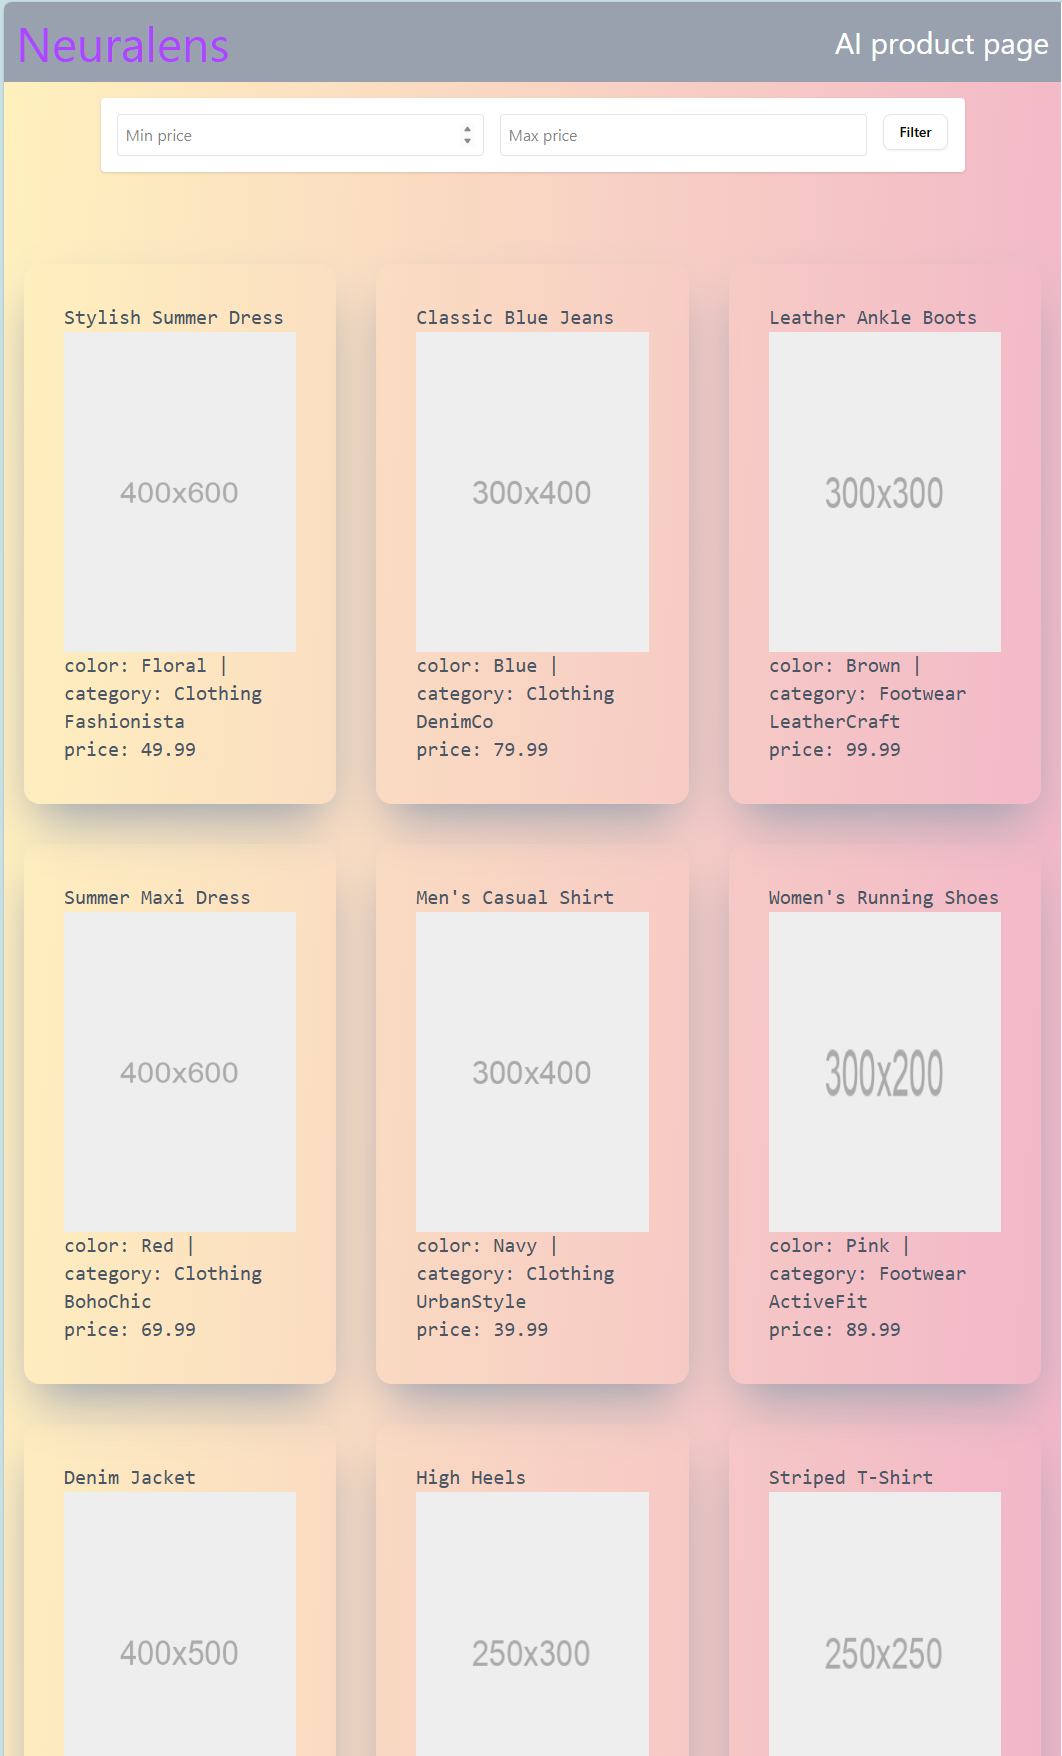 Neuralens
AI product page
Min price
Max price
Filter
Stylish Summer Dress
400x600
color: Floral |
category: Clothing
Fashionista
price: 49.99
Classic Blue Jeans
300x400
color: Blue |
category: Clothing
DenimCo
price: 79.99
Leather Ankle Boots
300x300
color: Brown |
category: Footwear
LeatherCraft
price: 99.99
Summer Maxi Dress
400x600
color: Red |
category: Clothing
BohoChic
price: 69.99
Men's Casual Shirt
300x400
color: Navy |
category: Clothing
UrbanStyle
price: 39.99
Women's Running Shoes
300x200
color: Pink |
category: Footwear
ActiveFit
price: 89.99
Denim Jacket
400x500
High Heels
250x300
Striped T-Shirt
250x250